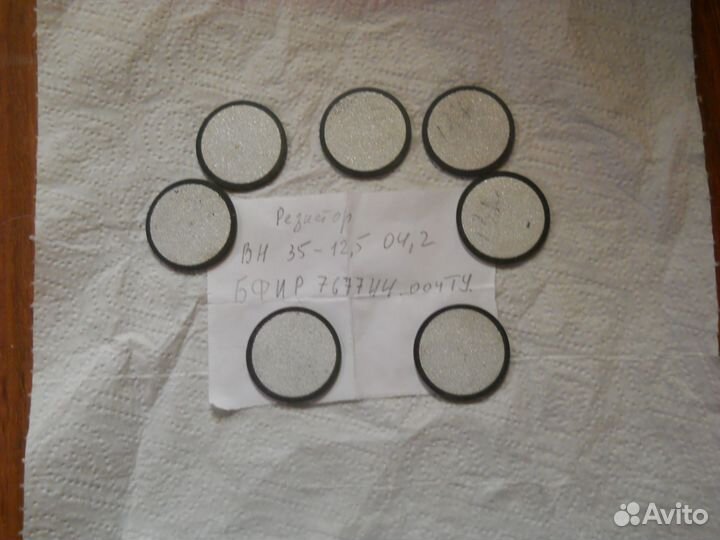 Резистор
ВН 35-12,5 04,2
БФИР 767744.004ТУ.
Avito